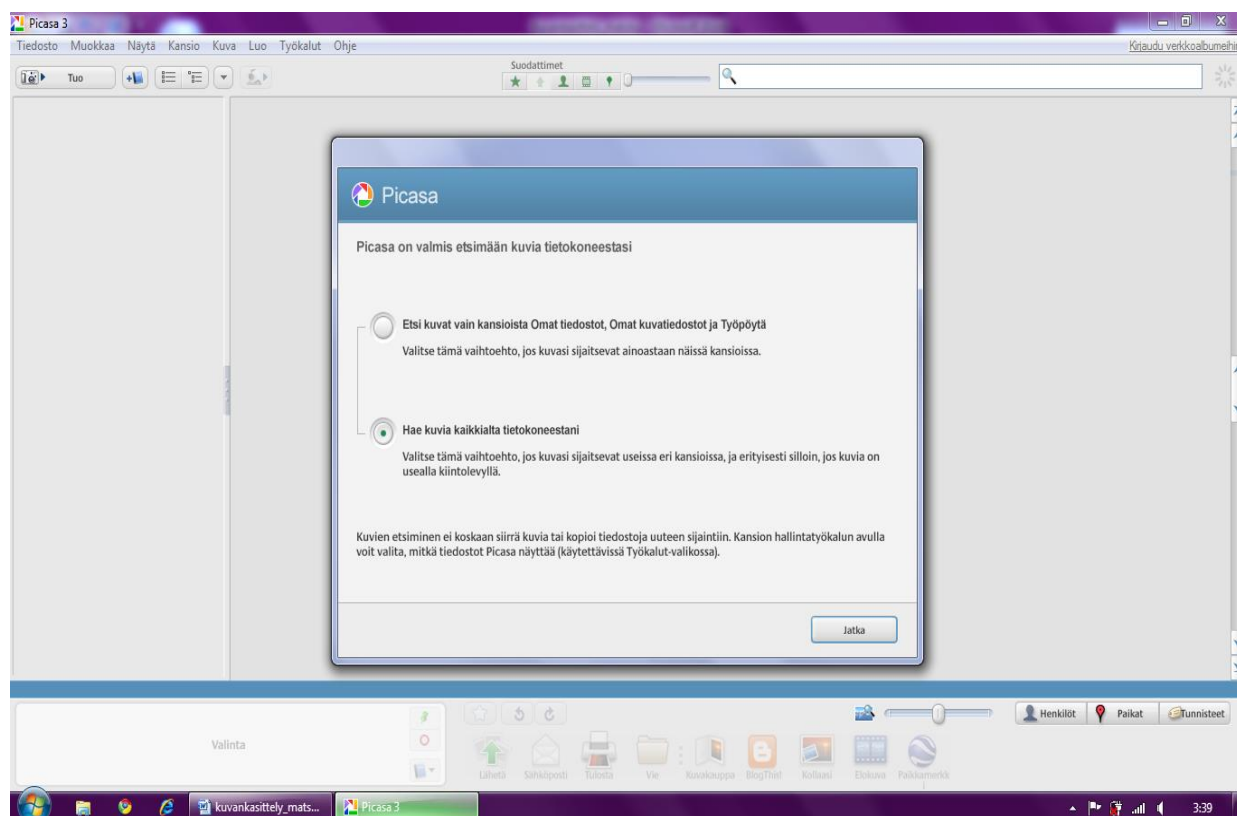 Picasa 3
Tiedosto Muokkaa Näytä Kansio Kuva Luo Työkalut Ohje
Kirjaudu verkkoalbumeihi
Tuo
Suodattimet
Picasa
Picasa on valmis etsimään kuvia tietokoneestasi
Etsi kuvat vain kansioista Omat tiedostot, Omat kuvatiedostot ja Työpöytä
Valitse tämä vaihtoehto, jos kuvasi sijaitsevat ainoastaan näissä kansioissa.
Hae kuvia kaikkialta tietokoneestani
Valitse tämä vaihtoehto, jos kuvasi sijaitsevat useissa eri kansioissa, ja erityisesti silloin, jos kuvia on
usealla kiintolevyllä.
Kuvien etsiminen ei koskaan siirrä kuvia tai kopioi tiedostoja uuteen sijaintiin. Kansion hallintatyökalun avulla
voit valita, mitkä tiedostot Picasa näyttää (käytettävissä Työkalut-valikossa).
Jatka
Henkilöt Paikat Tunnisteet
Valinta
Lähetä Sähköposti Tulosta Vie Kuvakauppa BlogThis! Kollaasi Elokuva Paikkamerkki
kuvankasittely_mats... Picasa 3
3:39